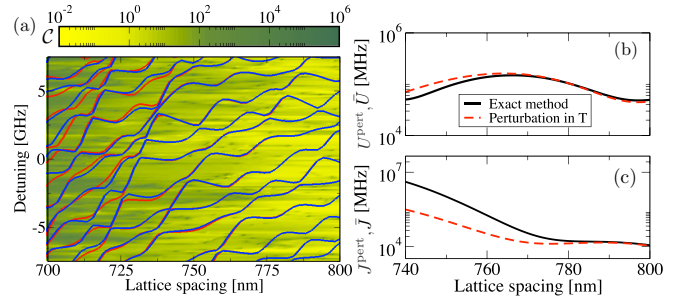 (a)
10^-2 10^0 10^2 10^4 10^6
C
Detuning [GHz]
5
0
-5
700 725 750 775 800
Lattice spacing [nm]
10^6
(b)
U^pert, Ū [MHz]
Exact method
Perturbation in T
10^4
10^7
(c)
J^pert, J̄ [MHz]
10^4
740 760 780 800
Lattice spacing [nm]